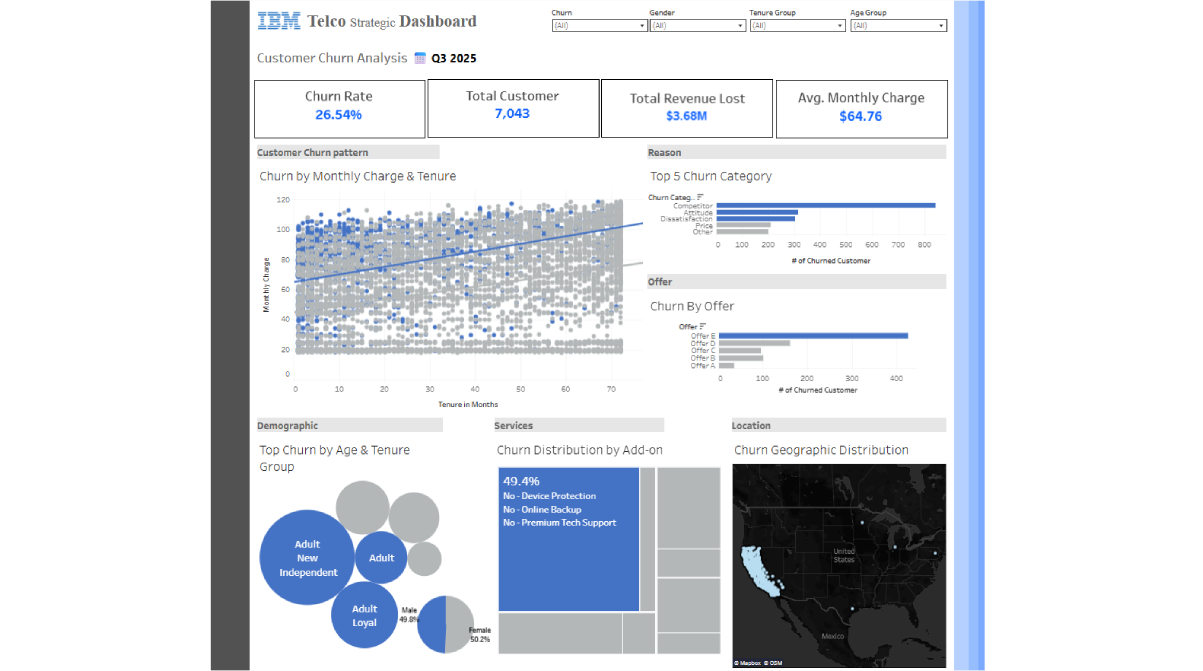 IBM Telco Strategic Dashboard
Churn
(All)
Gender
(All)
Tenure Group
(All)
Age Group
(All)
Customer Churn Analysis Q3 2025
Churn Rate
26.54%
Total Customer
7,043
Total Revenue Lost
$3.68M
Avg. Monthly Charge
$64.76
Customer Churn pattern
Churn by Monthly Charge & Tenure
120
100
80
60
40
20
0
Monthly Charge
0 10 20 30 40 50 60 70
Tenure in Months
Reason
Top 5 Churn Category
Churn Categ..
Competitor
Attitude
Dissatisfaction
Price
Other
0 100 200 300 400 500 600 700 800
# of Churned Customer
Offer
Churn By Offer
Offer
Offer E
Offer D
Offer C
Offer B
Offer A
0 100 200 300 400
# of Churned Customer
Demographic
Top Churn by Age & Tenure
Group
Adult
New
Independent
Adult
Adult
Loyal
Male
49.8%
Female
50.2%
Services
Churn Distribution by Add-on
49.4%
No - Device Protection
No - Online Backup
No - Premium Tech Support
Location
Churn Geographic Distribution
United
States
Mexico
© Mapbox © OSM